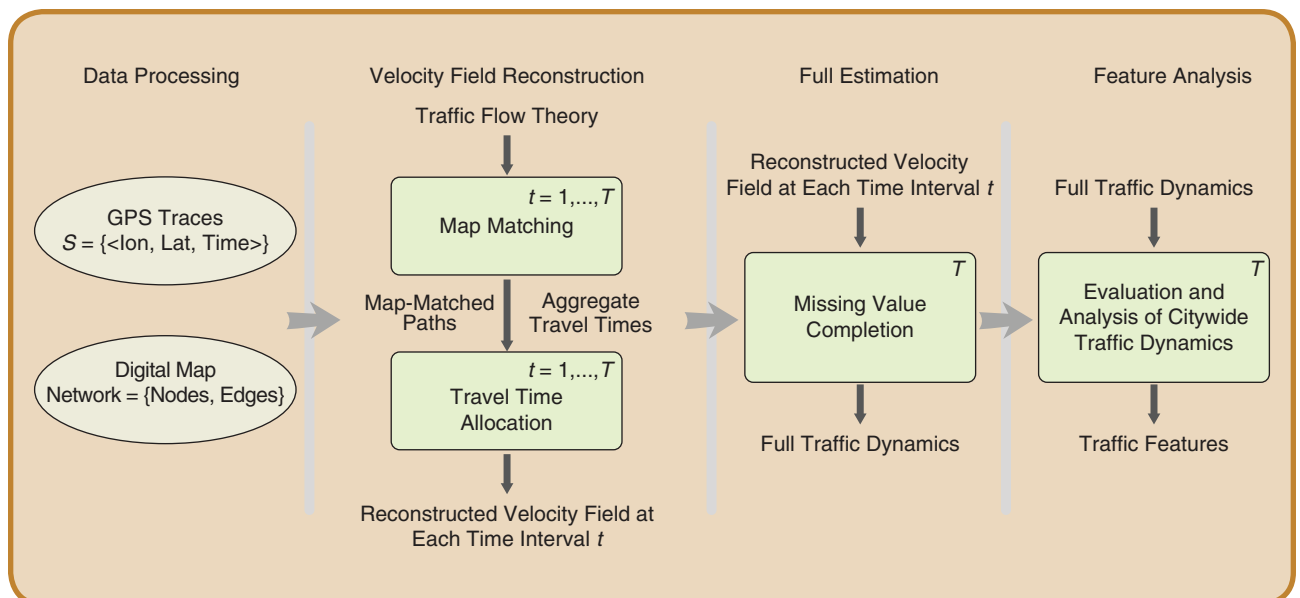 Data Processing
GPS Traces
S = {<lon, Lat, Time>}
Digital Map
Network = {Nodes, Edges}
Velocity Field Reconstruction
Traffic Flow Theory
t = 1,...,T
Map Matching
Map-Matched
Paths
Aggregate
Travel Times
t = 1,...,T
Travel Time
Allocation
Reconstructed Velocity Field at
Each Time Interval t
Full Estimation
Reconstructed Velocity
Field at Each Time Interval t
T
Missing Value
Completion
Full Traffic Dynamics
Feature Analysis
Full Traffic Dynamics
T
Evaluation and
Analysis of Citywide
Traffic Dynamics
Traffic Features